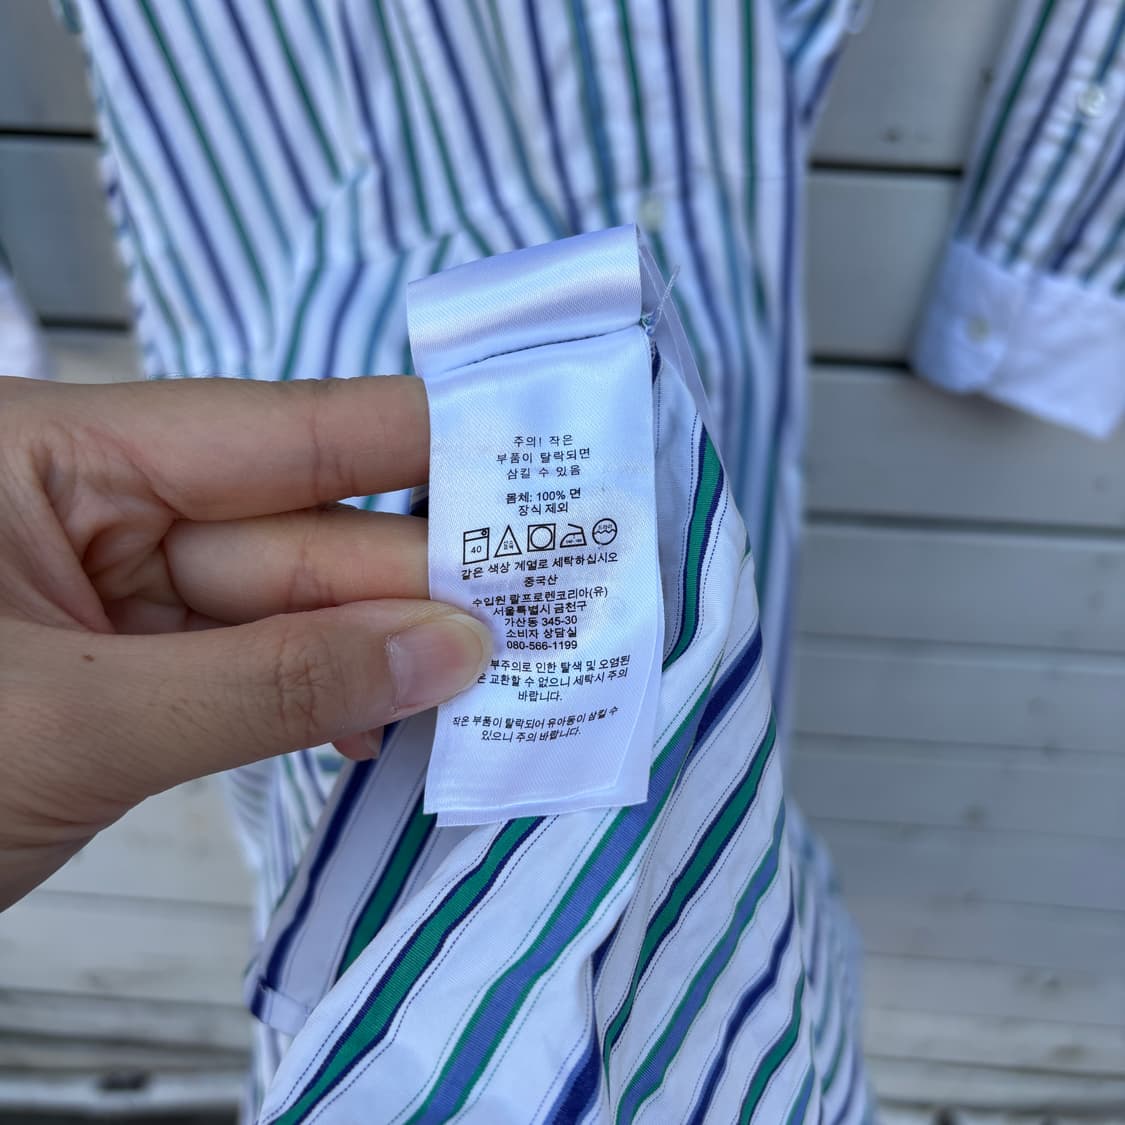 주의! 작은
부품이 탈락되면
삼킬 수 있음
몸체: 100% 면
장식 제외
40
같은 색상 계열로 세탁하십시오
중국산
수입원 랄프로렌코리아(유)
서울특별시 금천구
가산동 345-30
소비자 상담실
080-566-1199
부주의로 인한 탈색 및 오염된
은 교환할 수 없으니 세탁시 주의
바랍니다.
작은 부품이 탈락되어 유아동이 삼킬 수
있으니 주의 바랍니다.